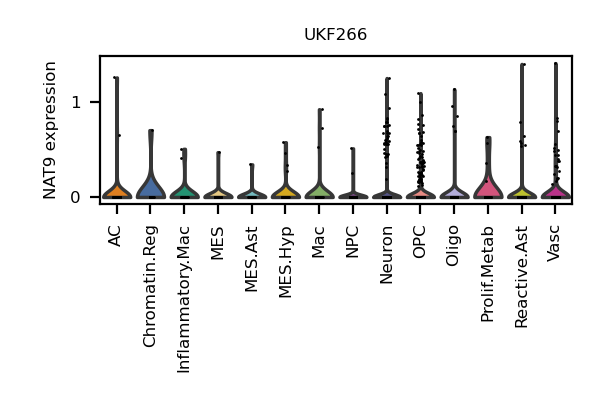 UKF266
NAT9 expression
1
0
AC
Chromatin.Reg
Inflammatory.Mac
MES
MES.Ast
MES.Hyp
Mac
NPC
Neuron
OPC
Oligo
Prolif.Metab
Reactive.Ast
Vasc